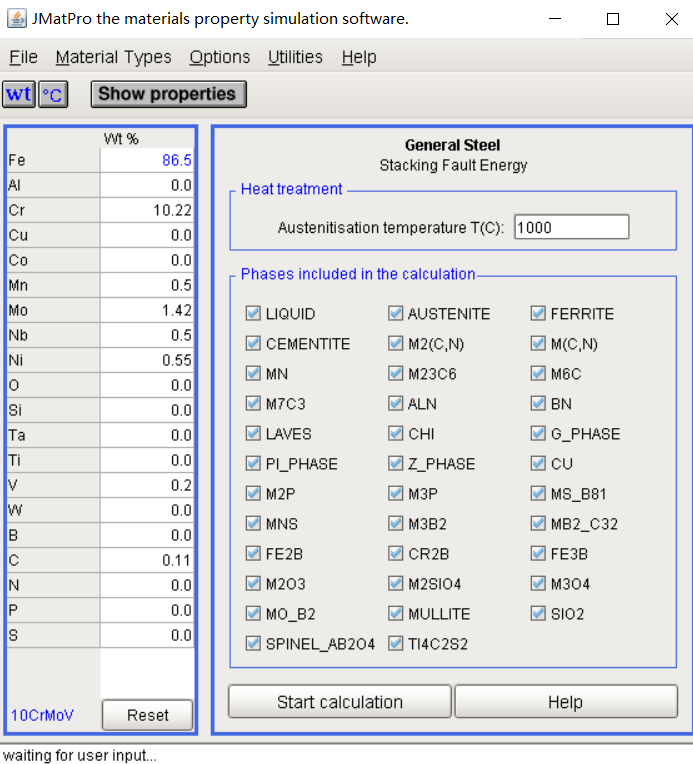 JMatPro the materials property simulation software.
File Material Types Options Utilities Help
wt °C Show properties
Wt %
Fe 86.5
Al 0.0
Cr 10.22
Cu 0.0
Co 0.0
Mn 0.5
Mo 1.42
Nb 0.5
Ni 0.55
O 0.0
Si 0.0
Ta 0.0
Ti 0.0
V 0.2
W 0.0
B 0.0
C 0.11
N 0.0
P 0.0
S 0.0
10CrMoV Reset
General Steel
Stacking Fault Energy
Heat treatment
Austenitisation temperature T(C): 1000
Phases included in the calculation
LIQUID AUSTENITE FERRITE
CEMENTITE M2(C,N) M(C,N)
MN M23C6 M6C
M7C3 ALN BN
LAVES CHI G_PHASE
PI_PHASE Z_PHASE CU
M2P M3P MS_B81
MNS M3B2 MB2_C32
FE2B CR2B FE3B
M2O3 M2SIO4 M3O4
MO_B2 MULLITE SIO2
SPINEL_AB2O4 TI4C2S2
Start calculation Help
waiting for user input...